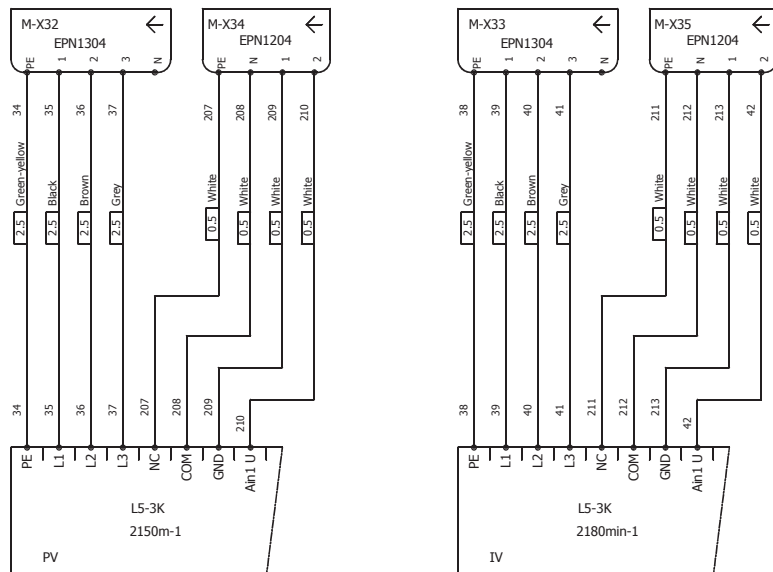 M-X32
EPN1304
PE 1 2 3 N
M-X34
EPN1204
PE N 1 2
M-X33
EPN1304
PE 1 2 3 N
M-X35
EPN1204
PE N 1 2
34 35 36 37 207 208 209 210
38 39 40 41 211 212 213 42
Green-yellow Black Brown Grey White White White White
Green-yellow Black Brown Grey White White White White
2.5 2.5 2.5 2.5 0.5 0.5 0.5 0.5
2.5 2.5 2.5 2.5 0.5 0.5 0.5 0.5
34 35 36 37 207 208 209 210
38 39 40 41 211 212 213 42
PE L1 L2 L3 NC COM GND Ain1 U
PE L1 L2 L3 NC COM GND Ain1 U
L5-3K
2150m-1
PV
L5-3K
2180min-1
IV